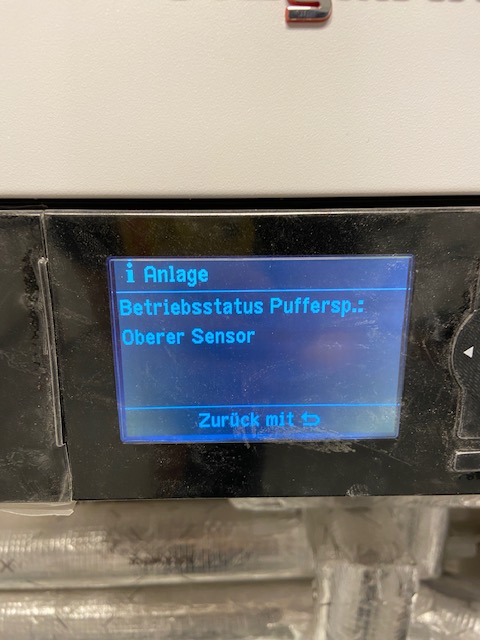 i Anlage
Betriebsstatus Puffersp.:
Oberer Sensor
Zurück mit